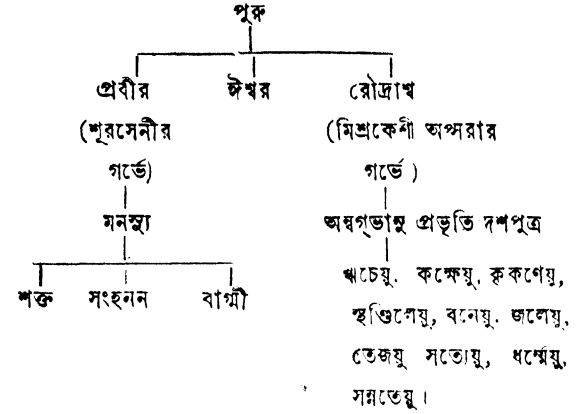 পুরু
প্রবীর ঈশ্বর রৌদ্রাশ্ব
(শূরসেনীর (মিশ্রকেশী অপ্সরার
গর্ভে) গর্ভে )
মনস্যু অন্বগ্‌ভানু প্রভৃতি দশপুত্র
শক্ত সংহনন বাগ্মী ঋচেয়ু. কক্ষেয়ু, কৃকণেয়ু,
স্থণ্ডিলেয়ু, বনেয়ু. জলেয়ু,
তেজয়ু সত্যেয়ু, ধর্ম্মেয়ু,
সন্নতেয়ু।